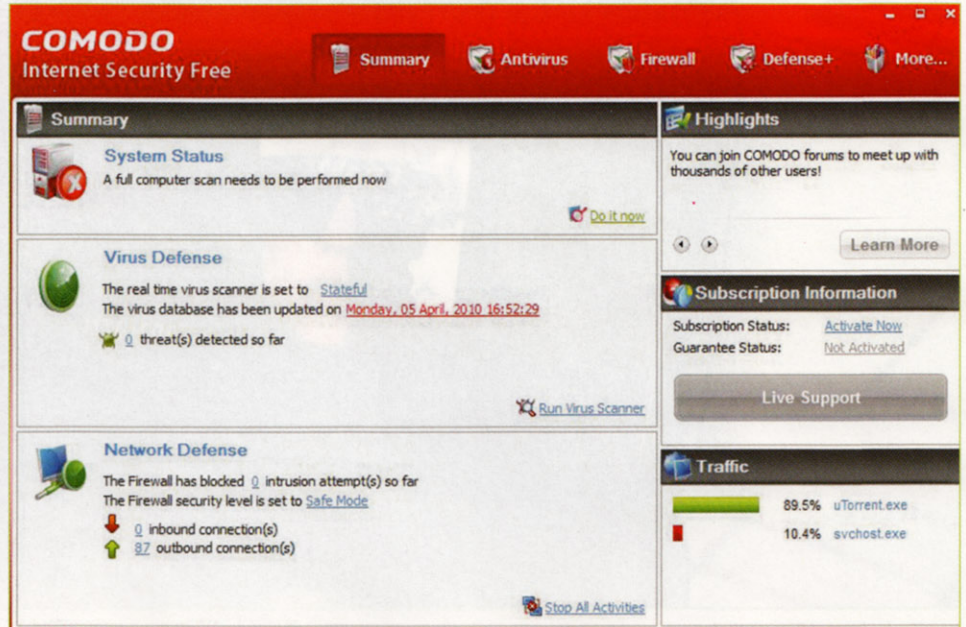 COMODO
Internet Security Free
Summary
Antivirus
Firewall
Defense+
More...
Summary
System Status
A full computer scan needs to be performed now
Do it now
Virus Defense
The real time virus scanner is set to Stateful
The virus database has been updated on Monday, 05 April, 2010 16:52:29
0 threat(s) detected so far
Run Virus Scanner
Network Defense
The Firewall has blocked 0 intrusion attempt(s) so far
The Firewall security level is set to Safe Mode
0 inbound connection(s)
87 outbound connection(s)
Stop All Activities
Highlights
You can join COMODO forums to meet up with
thousands of other users!
Learn More
Subscription Information
Subscription Status: Activate Now
Guarantee Status: Not Activated
Live Support
Traffic
89.5% uTorrent.exe
10.4% svchost.exe